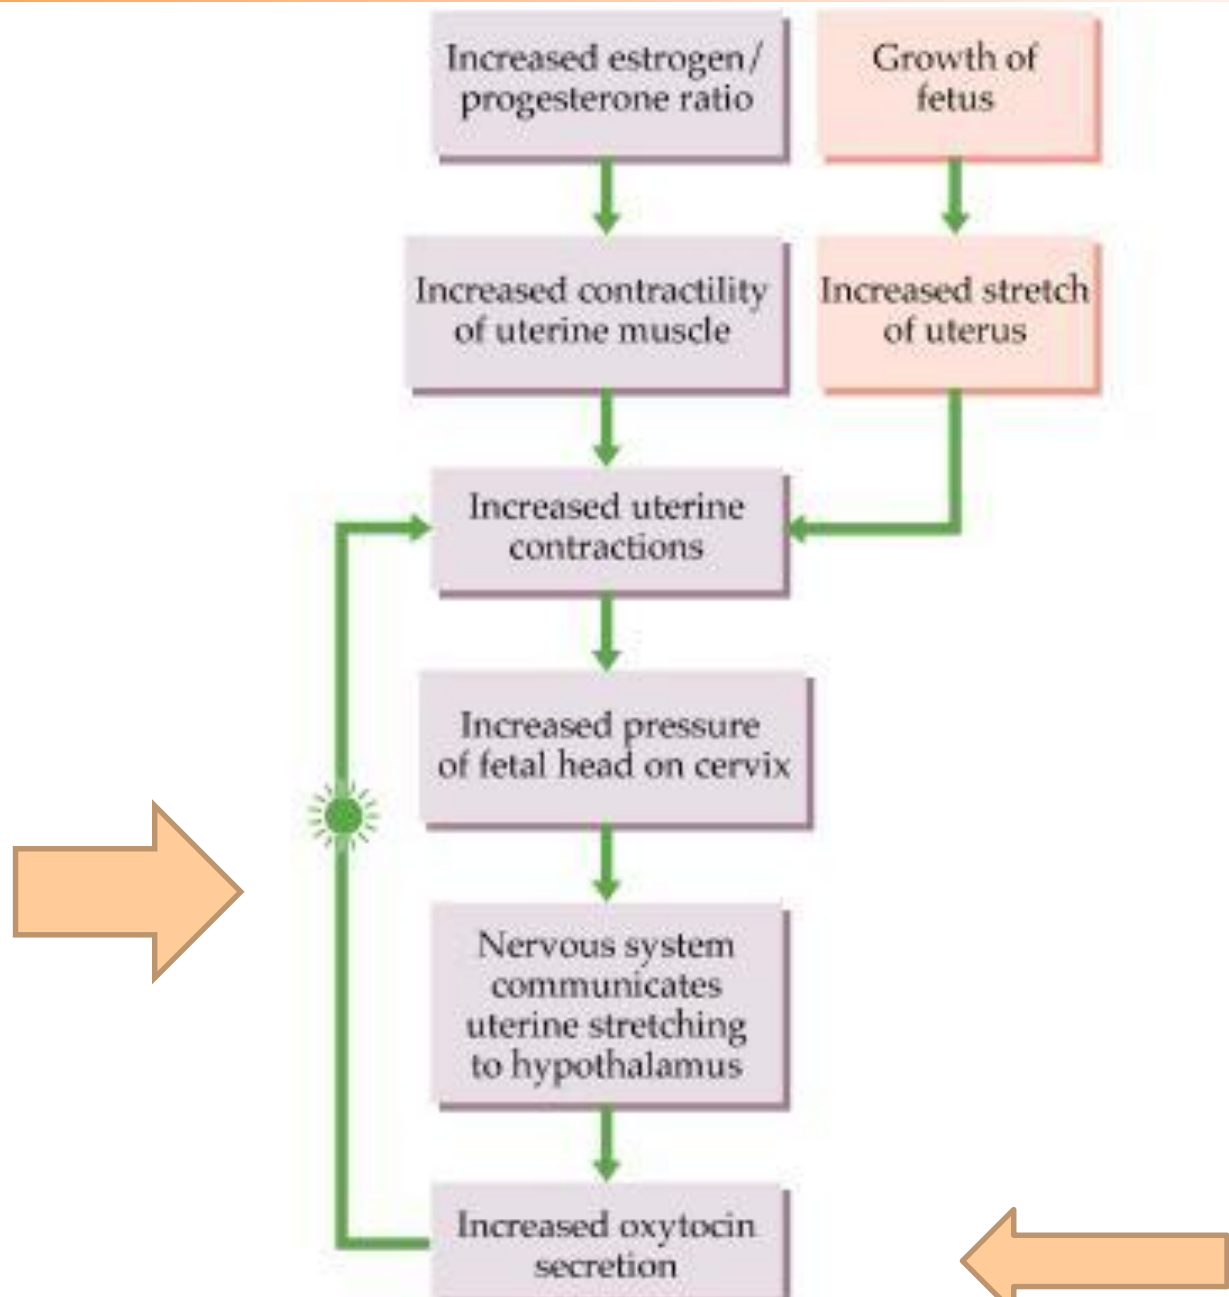 Increased estrogen/
progesterone ratio
Growth of
fetus
Increased contractility
of uterine muscle
Increased stretch
of uterus
Increased uterine
contractions
Increased pressure
of fetal head on cervix
Nervous system
communicates
uterine stretching
to hypothalamus
Increased oxytocin
secretion